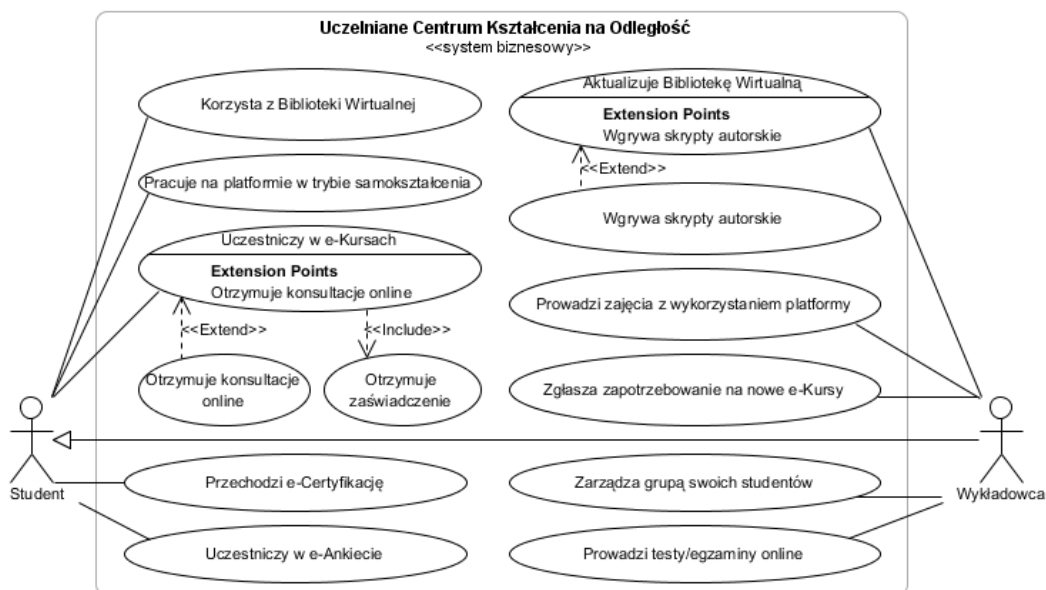 Uczelniane Centrum Kształcenia na Odległość
<<system biznesowy>>
Korzysta z Biblioteki Wirtualnej
Pracuje na platformie w trybie samokształcenia
Uczestniczy w e-Kursach
Extension Points
Otrzymuje konsultacje online
<<Extend>>
<<Include>>
Otrzymuje konsultacje
online
Otrzymuje
zaświadczenie
Aktualizuje Bibliotekę Wirtualną
Extension Points
Wgrywa skrypty autorskie
<<Extend>>
Wgrywa skrypty autorskie
Prowadzi zajęcia z wykorzystaniem platformy
Zgłasza zapotrzebowanie na nowe e-Kursy
Student
Wykładowca
Przechodzi e-Certyfikację
Uczestniczy w e-Ankiecie
Zarządza grupą swoich studentów
Prowadzi testy/egzaminy online